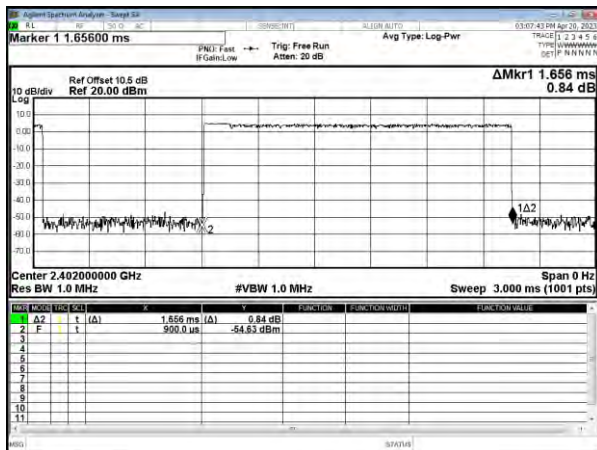 Agilent Spectrum Analyzer - Swept SA
RL RF 50 Ω AC SENSE:INT ALIGN AUTO 03:07:43 PM Apr 20, 2023
Marker 1 1.65600 ms
PNO: Fast
IFGain:Low
Trig: Free Run
Atten: 20 dB
Avg Type: Log-Pwr
TRACE 1 2 3 4 5 6
TYPE WWWWWW
DET P N N N N N
ΔMkr1 1.656 ms
0.84 dB
Ref Offset 10.5 dB
10 dB/div Ref 20.00 dBm
Log
10.0
0.00
-10.0
-20.0
-30.0
-40.0
-50.0
-60.0
-70.0
1Δ2
2
Center 2.402000000 GHz Span 0 Hz
Res BW 1.0 MHz #VBW 1.0 MHz Sweep 3.000 ms (1001 pts)
MKR MODE TRC SCL X Y FUNCTION FUNCTION WIDTH FUNCTION VALUE
1 Δ2 t (Δ) 1.656 ms (Δ) 0.84 dB
2 F t 900.0 us -54.63 dBm
3
4
5
6
7
8
9
10
11
MSG STATUS